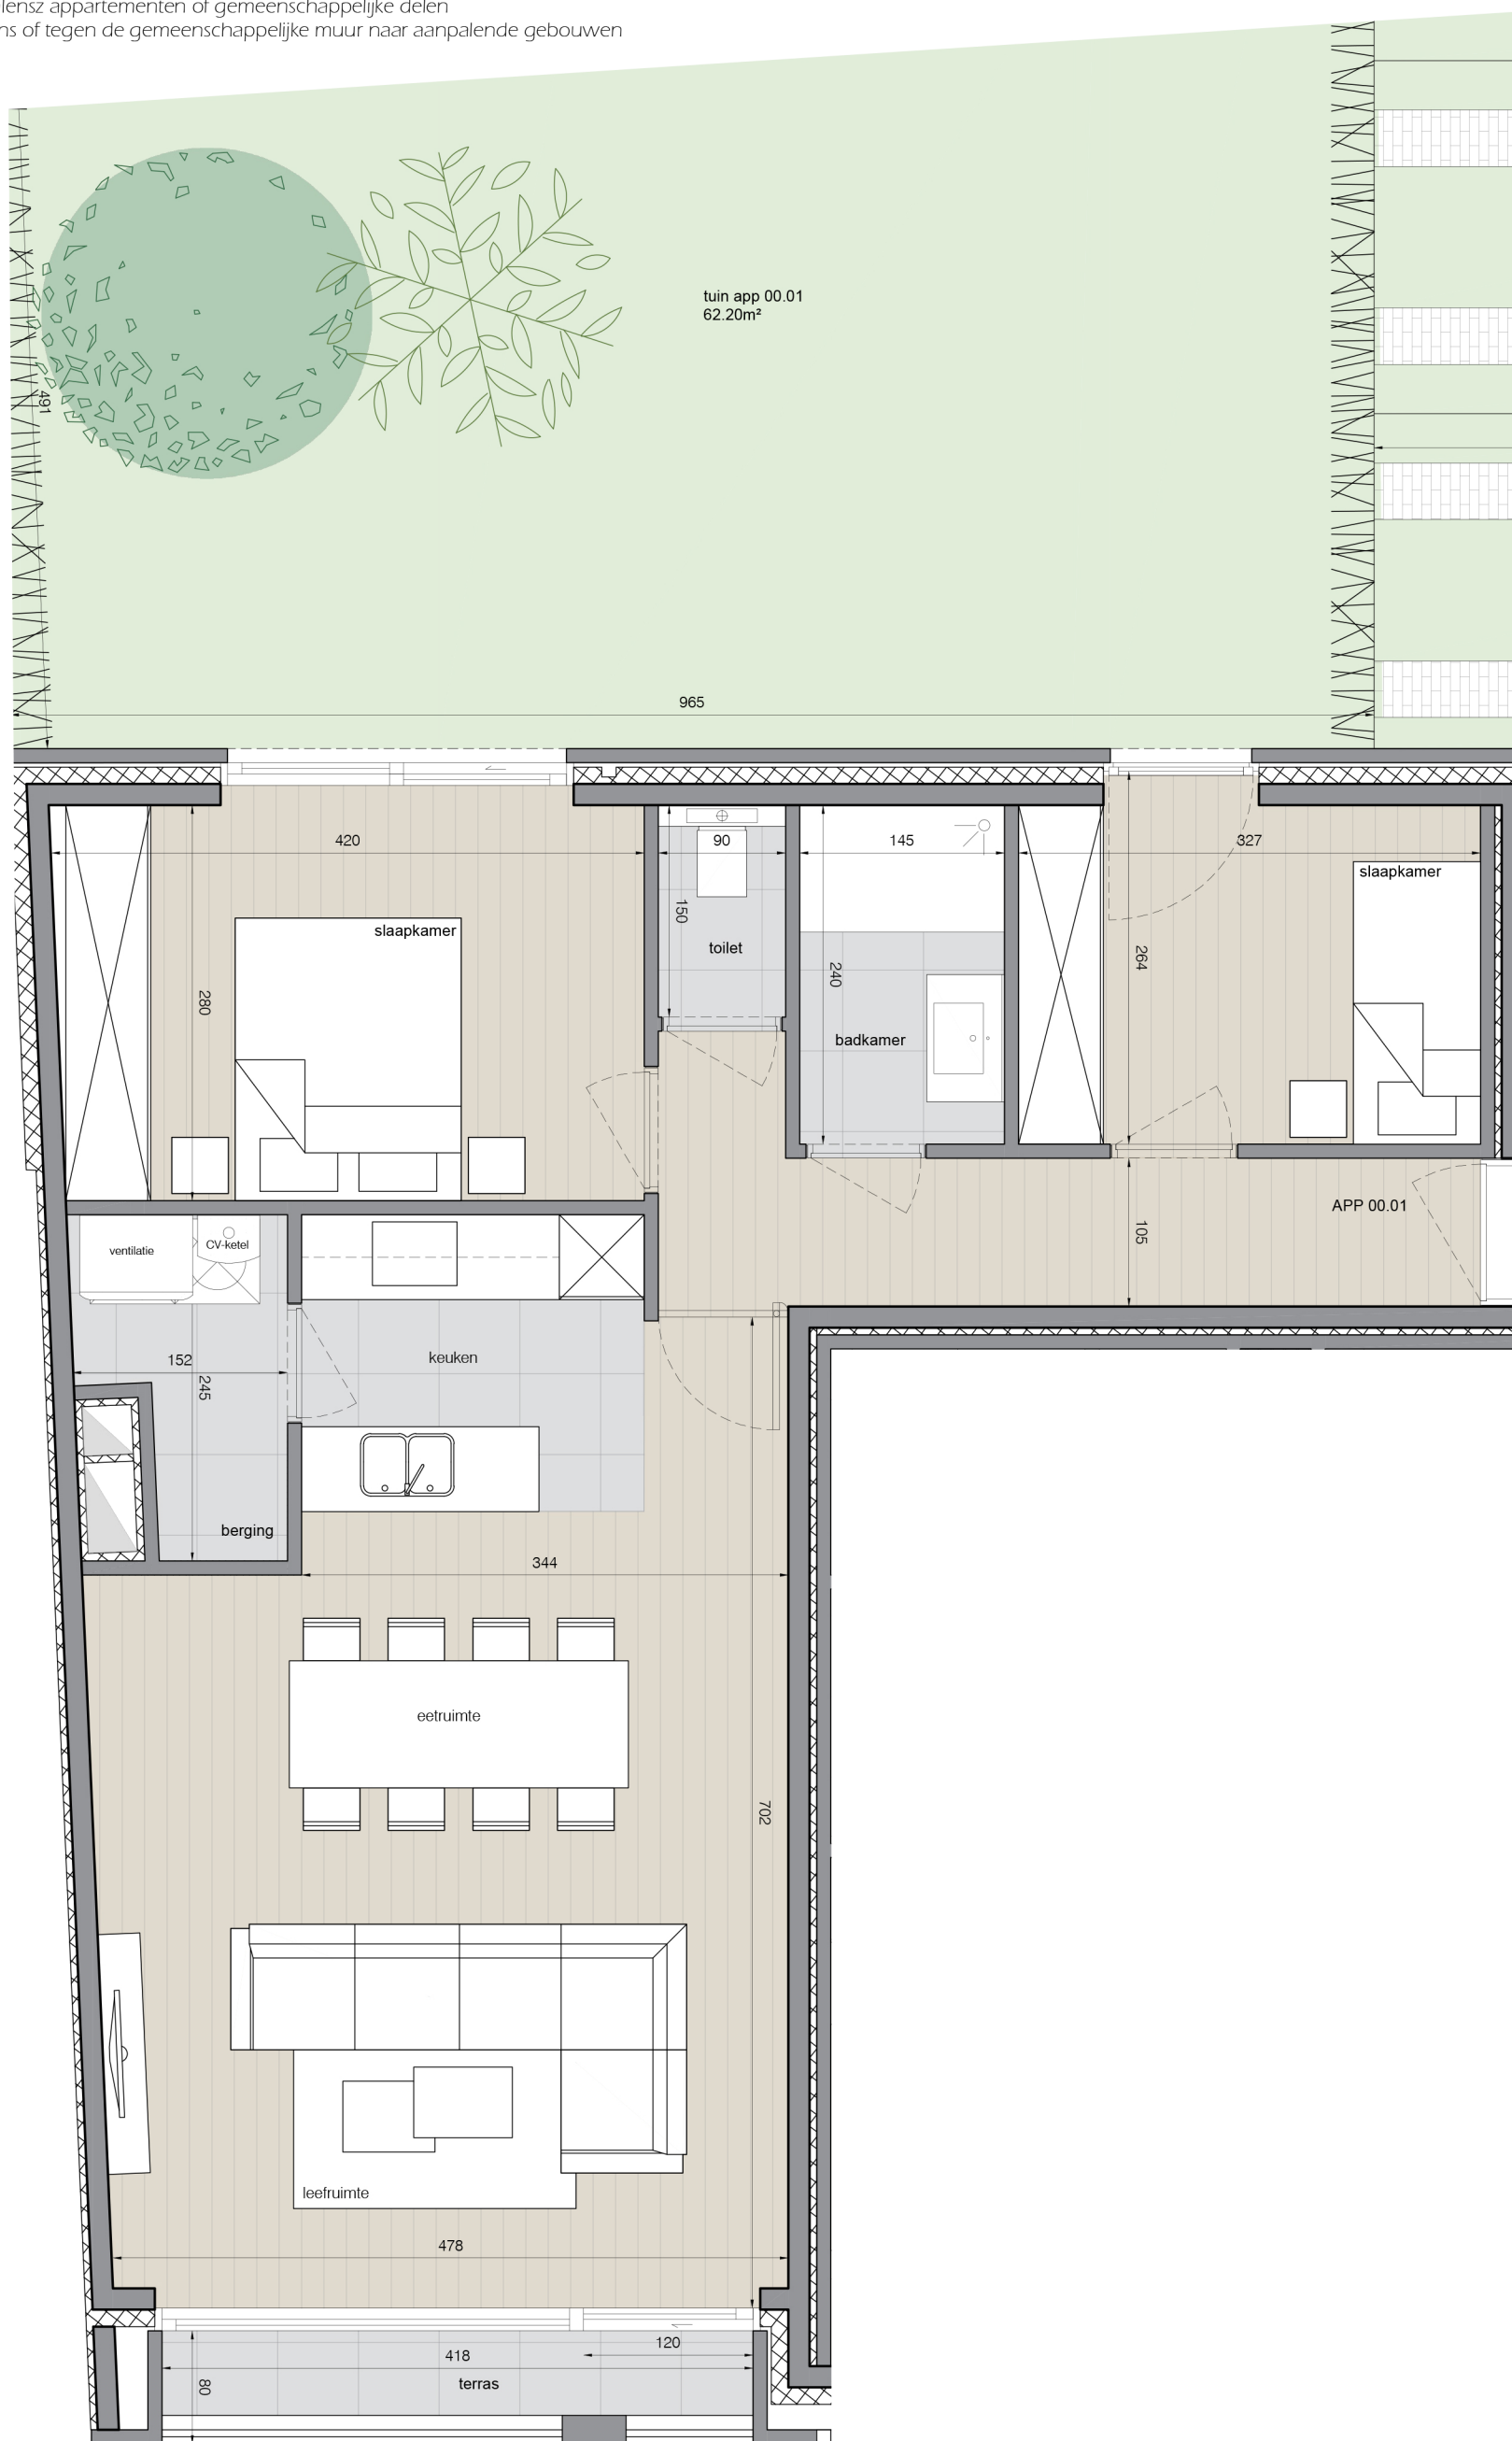 appartementen of gemeenschappelijke delen
of tegen de gemeenschappelijke muur naar aanpalende gebouwen
tuin app 00.01
62.20m²
491
965
420
90
145
327
slaapkamer
slaapkamer
150
toilet
264
240
280
badkamer
APP 00.01
105
ventilatie
CV-ketel
keuken
152
245
berging
344
eetruimte
702
leefruimte
478
120
418
terras
80